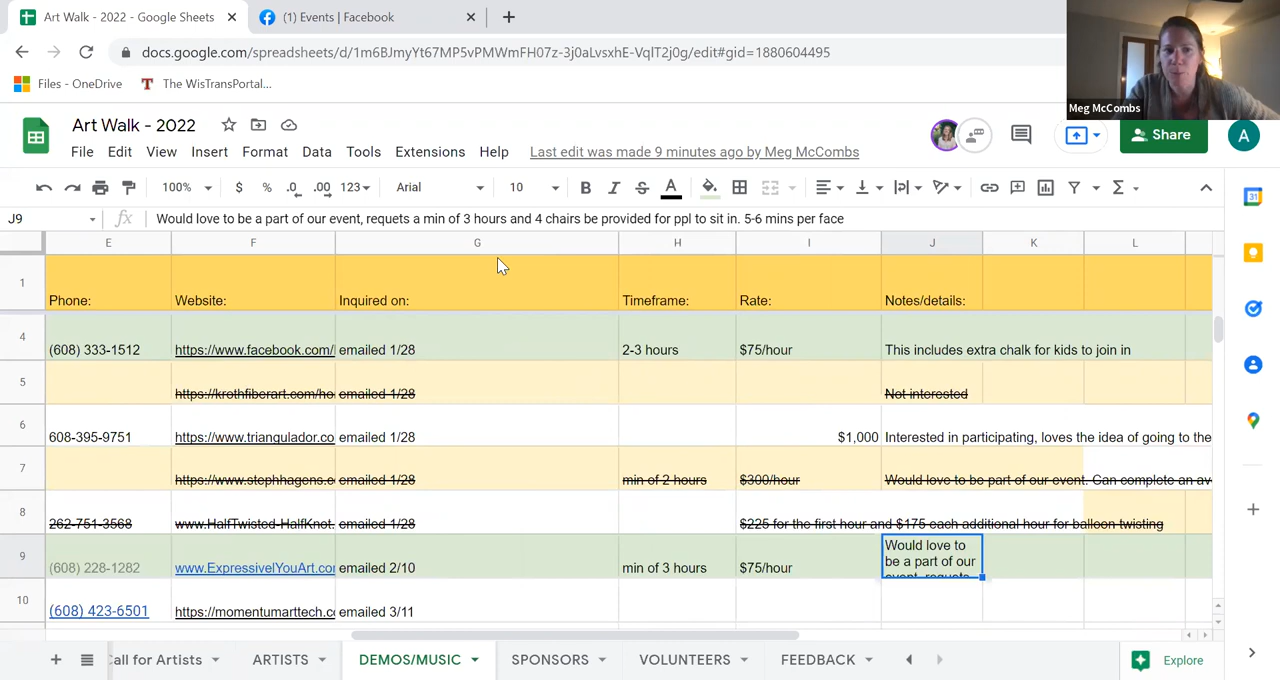 Art Walk - 2022 - Google Sheets
(1) Events | Facebook
docs.google.com/spreadsheets/d/1m6BJmyYt67MP5vPMWmFH07z-3j0aLvsxhE-VqlT2j0g/edit#gid=1880604495
Files - OneDrive
The WisTransPortal...
Meg McCombs
Art Walk - 2022
File Edit View Insert Format Data Tools Extensions Help Last edit was made 9 minutes ago by Meg McCombs
Share
A
100% $ % .0 .00 123 Arial 10 B I S A
J9 fx Would love to be a part of our event, requets a min of 3 hours and 4 chairs be provided for ppl to sit in. 5-6 mins per face
E F G H I J K L
1 Phone: Website: Inquired on: Timeframe: Rate: Notes/details:
4 (608) 333-1512 https://www.facebook.com/ emailed 1/28 2-3 hours $75/hour This includes extra chalk for kids to join in
5 https://krothfiberart.com/ho emailed 1/28 Not interested
6 608-395-9751 https://www.triangulador.co emailed 1/28 $1,000 Interested in participating, loves the idea of going to the
7 https://www.stephhagens.c emailed 1/28 min of 2 hours $300/hour Would love to be part of our event. Can complete an av
8 262-751-3568 www.HalfTwisted-HalfKnot. emailed 1/28 $225 for the first hour and $175 each additional hour for balloon twisting
9 (608) 228-1282 www.ExpressivelYouArt.co emailed 2/10 min of 3 hours $75/hour Would love to
be a part of our
event, requets
10 (608) 423-6501 https://momentumarttech.c emailed 3/11
Call for Artists ARTISTS DEMOS/MUSIC SPONSORS VOLUNTEERS FEEDBACK Explore
31